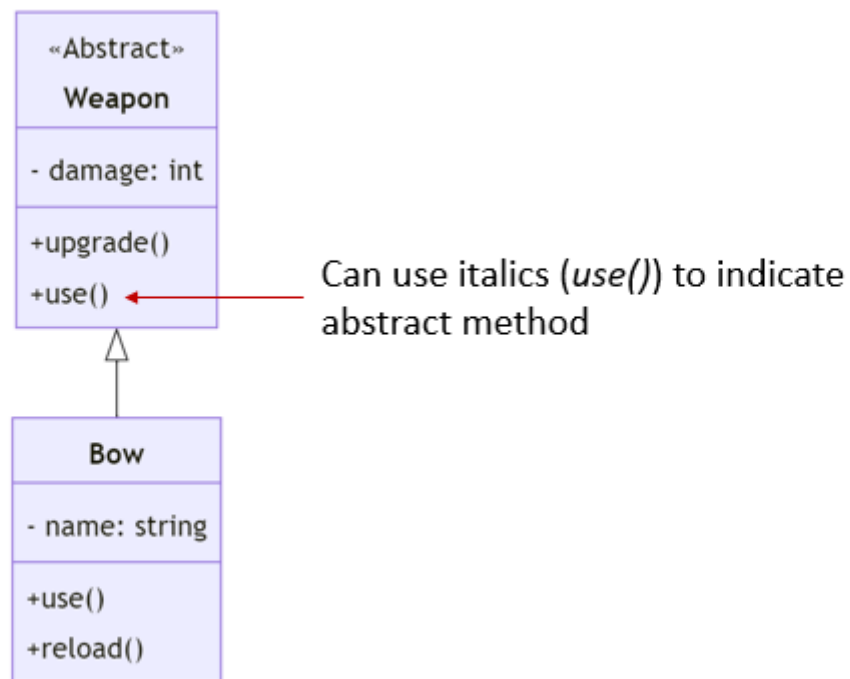 «Abstract»
Weapon
- damage: int
+upgrade()
+use()
Can use italics (use()) to indicate
abstract method
Bow
- name: string
+use()
+reload()